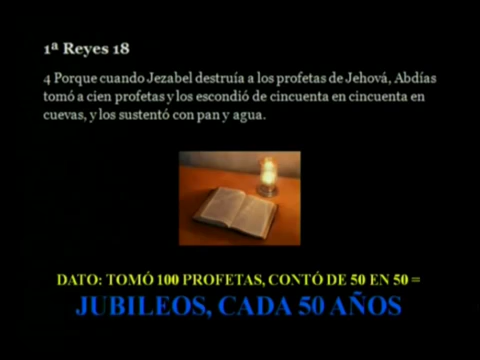 1ª Reyes 18
4 Porque cuando Jezabel destruía a los profetas de Jehová, Abdías
tomó a cien profetas y los escondió de cincuenta en cincuenta en
cuevas, y los sustentó con pan y agua.
DATO: TOMÓ 100 PROFETAS, CONTÓ DE 50 EN 50 =
JUBILEOS, CADA 50 AÑOS